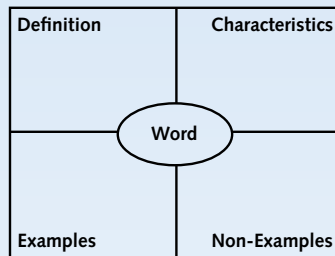 Definition
Characteristics
Word
Examples
Non-Examples